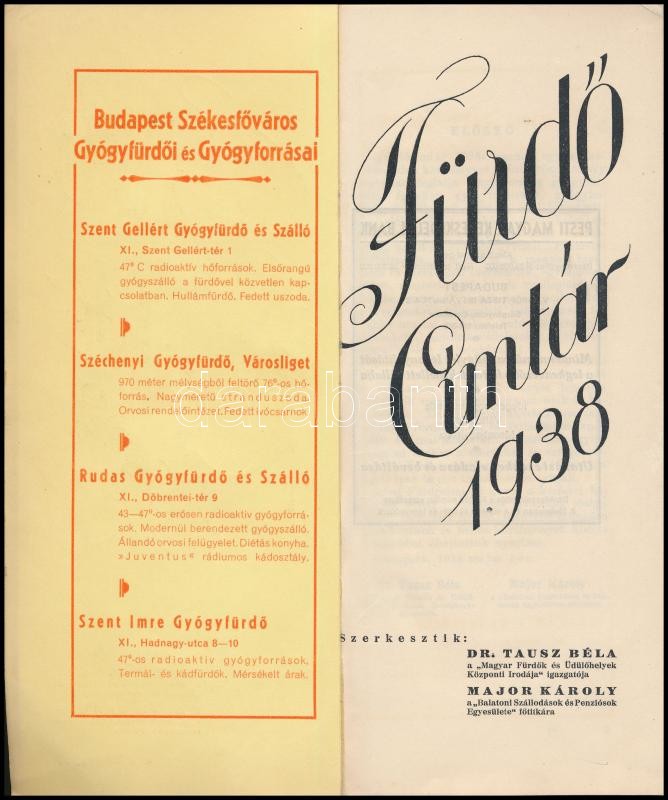 Budapest Székesfőváros
Gyógyfürdői és Gyógyforrásai
Szent Gellért Gyógyfürdő és Szálló
XI., Szent Gellért-tér 1
47° C radioaktív hőforrások. Elsőrangú
gyógyszálló a fürdővel közvetlen kap-
csolatban. Hullámfürdő. Fedett uszoda.
Széchenyi Gyógyfürdő, Városliget
970 méter mélységből feltörő 76°-os hő-
forrás. Nagyméretű stranduszoda.
Orvosi rendelőintézet. Fedett ivócsarnok
Rudas Gyógyfürdő és Szálló
XI., Döbrentei-tér 9
43—47°-os erősen radioaktív gyógyforrá-
sok. Modernül berendezett gyógyszálló.
Állandó orvosi felügyelet. Diétás konyha.
»Juventus« rádiumos kádosztály.
Szent Imre Gyógyfürdő
XI., Hadnagy-utca 8—10
47°-os radioaktív gyógyforrások.
Termál- és kádfürdők. Mérsékelt árak.
Fürdő
Címtár
1938
Szerkesztik:
DR. TAUSZ BÉLA
a „Magyar Fürdők és Üdülőhelyek
Központi Irodája" igazgatója
MAJOR KÁROLY
a „Balatoni Szállodások és Penziósok
Egyesülete" főtitkára
darabanth